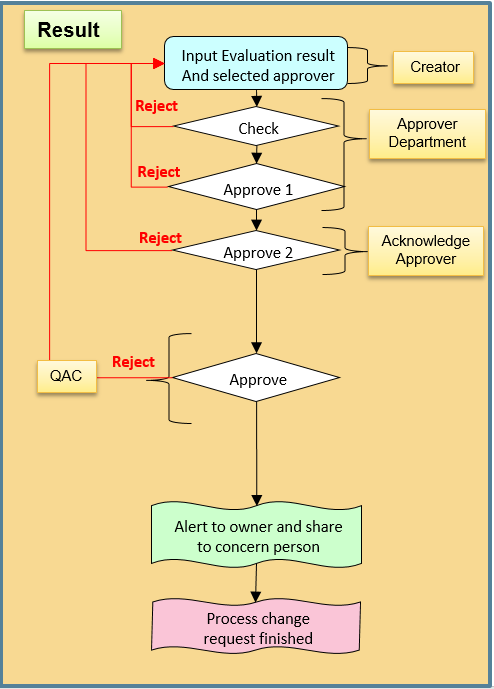 Result
Input Evaluation result
And selected approver
Creator
Reject
Check
Approver
Department
Reject
Approve 1
Reject
Approve 2
Acknowledge
Approver
Reject
QAC
Approve
Alert to owner and share
to concern person
Process change
request finished